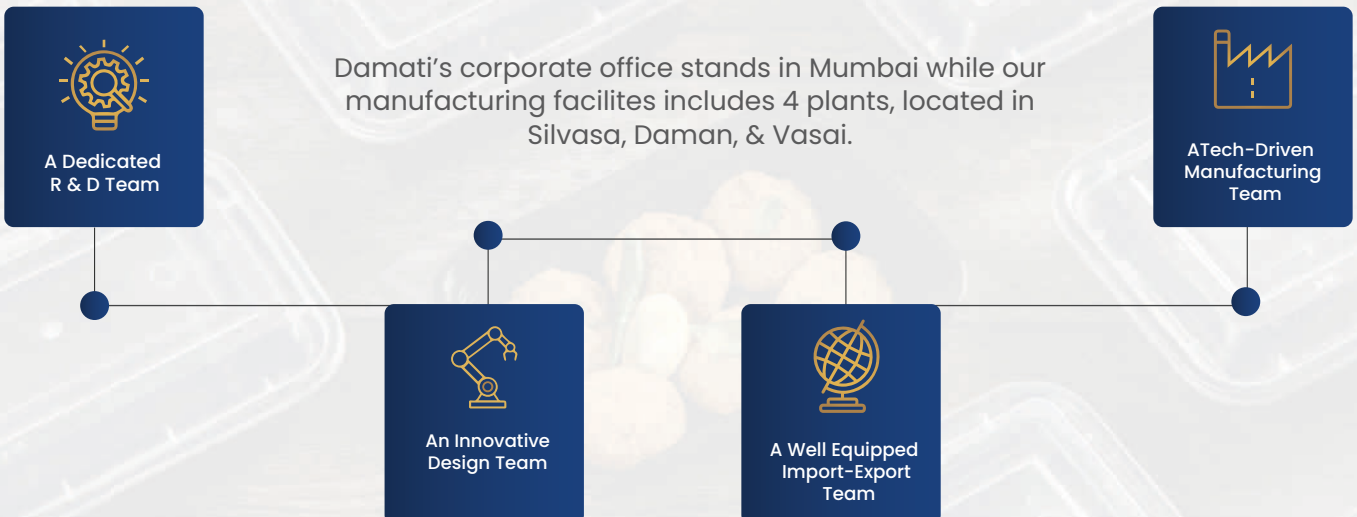 Damati's corporate office stands in Mumbai while our
manufacturing facilites includes 4 plants, located in
Silvasa, Daman, & Vasai.
A Dedicated
R & D Team
An Innovative
Design Team
A Well Equipped
Import-Export
Team
ATech-Driven
Manufacturing
Team